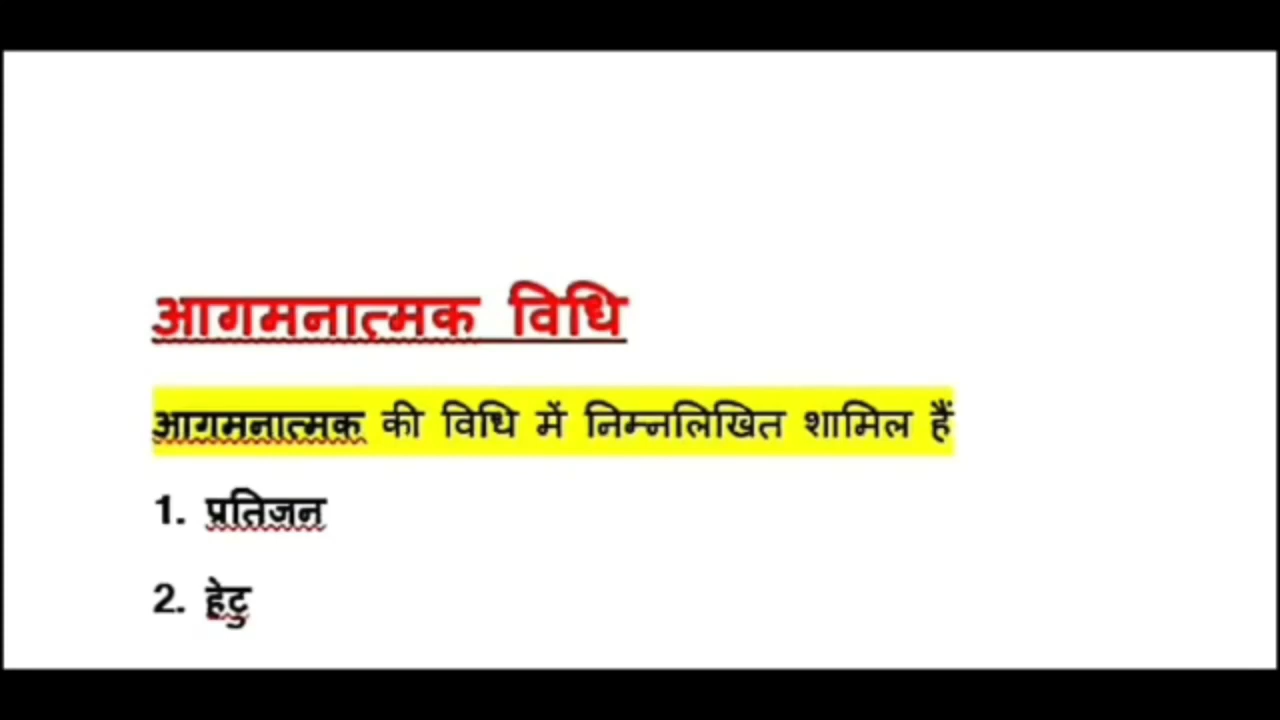 आगमनात्मक विधि
आगमनात्मक की विधि में निम्नलिखित शामिल हैं
1. प्रतिजन
2. हेटु